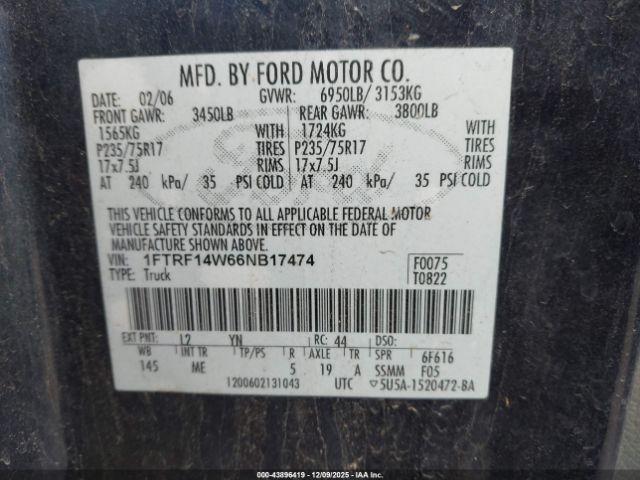 MFD. BY FORD MOTOR CO.
DATE: 02/06 GVWR: 6950LB/ 3153KG
FRONT GAWR: 3450LB REAR GAWR: 3800LB
1565KG WITH 1724KG WITH
P235/75R17 TIRES P235/75R17 TIRES
17x7.5J RIMS 17x7.5J RIMS
AT 240 kPa/ 35 PSI COLD AT 240 kPa/ 35 PSI COLD
THIS VEHICLE CONFORMS TO ALL APPLICABLE FEDERAL MOTOR
VEHICLE SAFETY STANDARDS IN EFFECT ON THE DATE OF
MANUFACTURE SHOWN ABOVE.
VIN: 1FTRF14W66NB17474 F0075
TYPE: Truck T0822
EXT PNT: L2 YN RC: 44 DSO:
WB INT TR TP/PS R AXLE TR SPR 6F616
145 ME 5 19 A SSMM F05
1200602131043 UTC 5U5A-1520472-BA
000-43896419 - 12/09/2025 - IAAI.COM